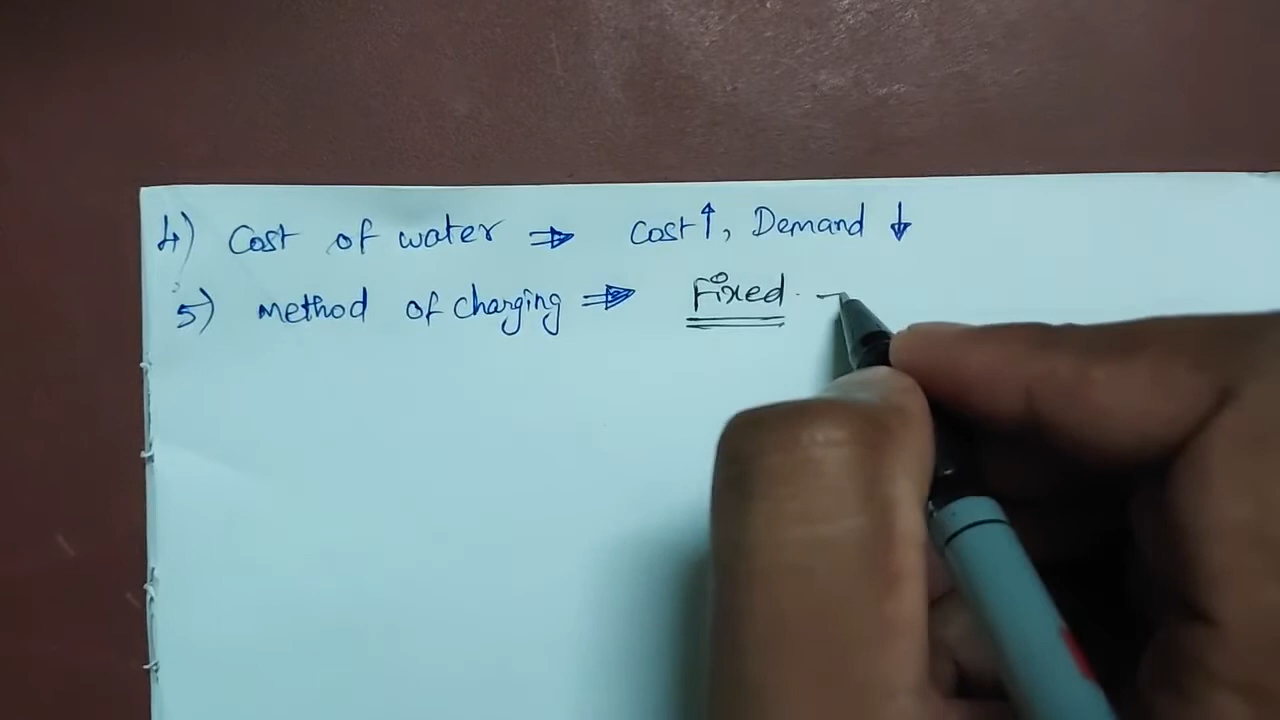 4) Cost of water ⇒ Cost ↑, Demand ↓
5) method of charging ⇒ Fixed. -